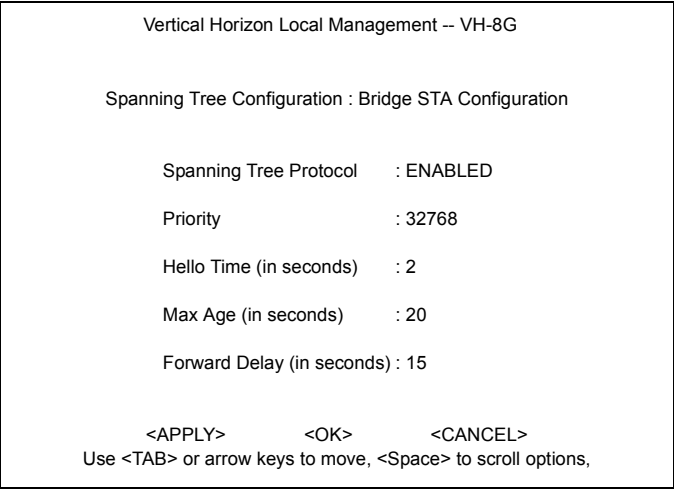 Vertical Horizon Local Management -- VH-8G
Spanning Tree Configuration : Bridge STA Configuration
Spanning Tree Protocol : ENABLED
Priority : 32768
Hello Time (in seconds) : 2
Max Age (in seconds) : 20
Forward Delay (in seconds) : 15
<APPLY> <OK> <CANCEL>
Use <TAB> or arrow keys to move, <Space> to scroll options,